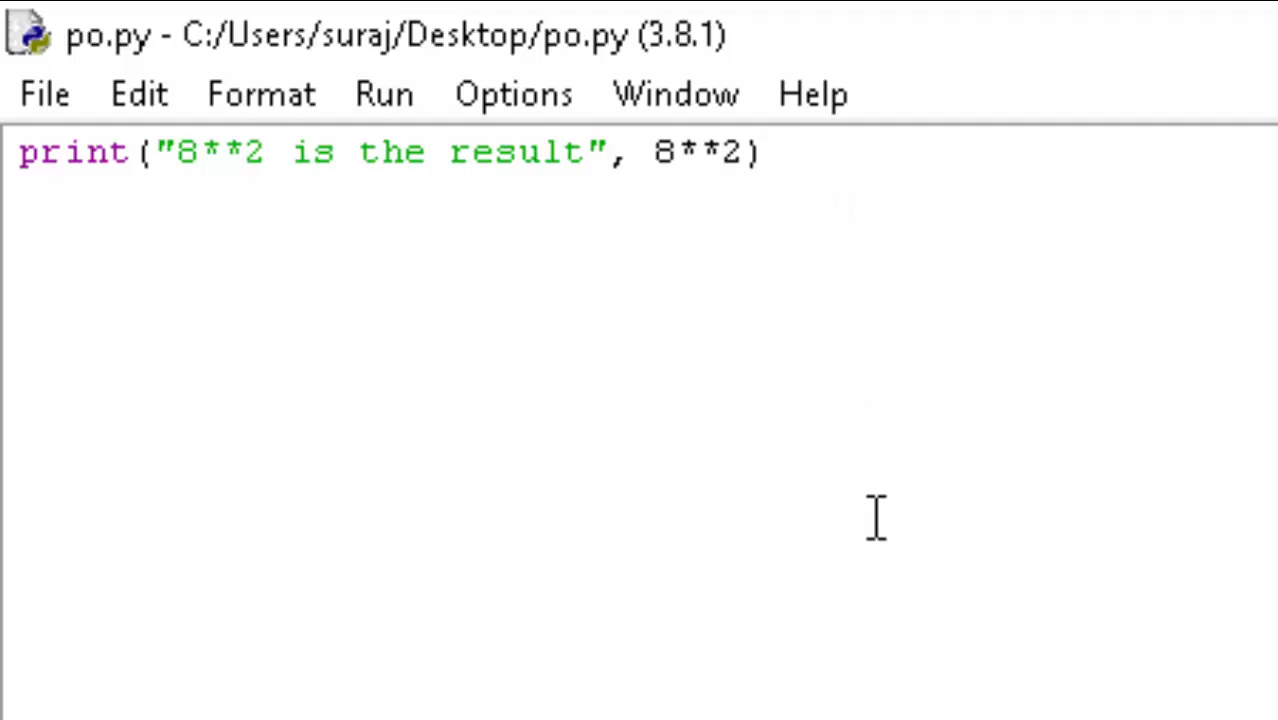 po.py - C:/Users/suraj/Desktop/po.py (3.8.1)
File Edit Format Run Options Window Help
print("8**2 is the result", 8**2)